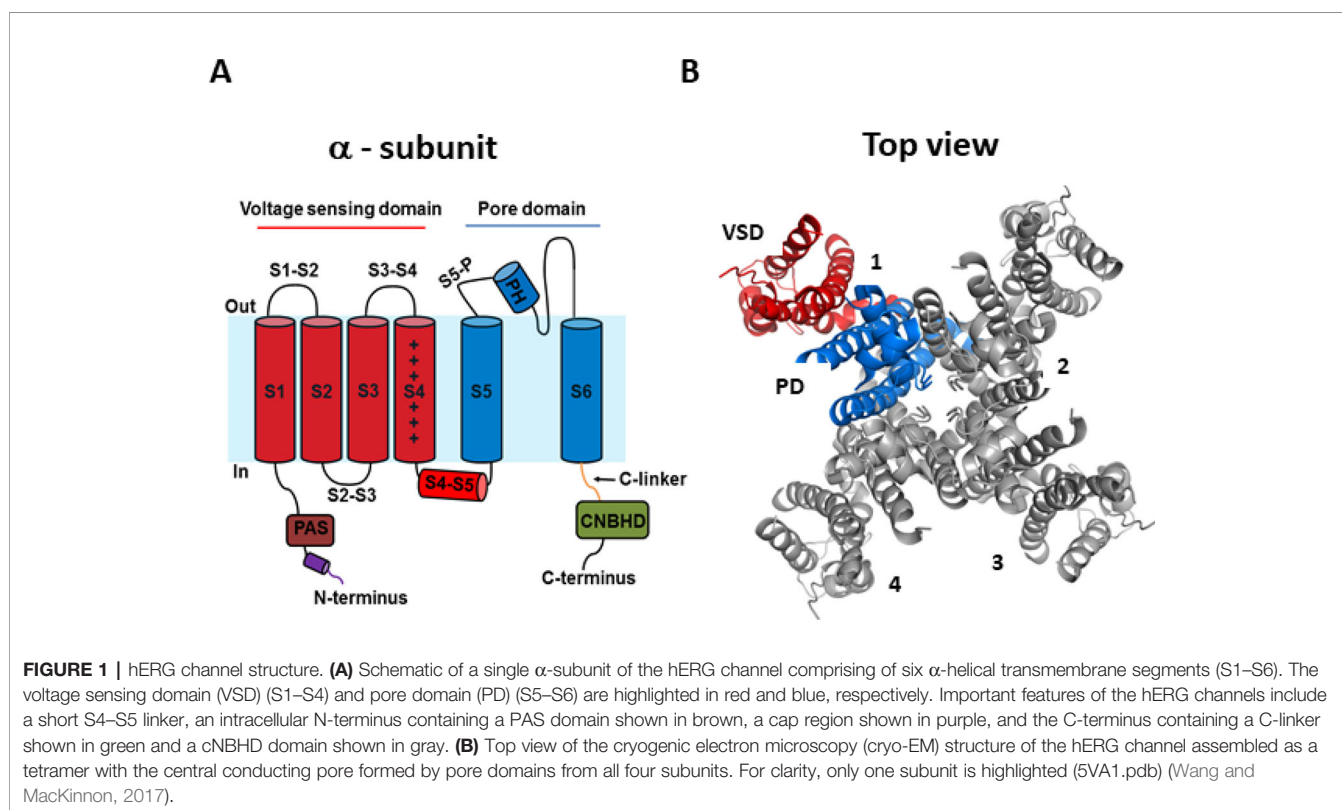 A
B
α - subunit
Top view
Voltage sensing domain
Pore domain
S1-S2
S3-S4
S5-P
PH
Out
S1
S2
S3
+
+
+
S4
+
+
+
+
S5
S6
In
S2-S3
S4-S5
C-linker
PAS
CNBHD
N-terminus
C-terminus
VSD
1
PD
2
3
4
FIGURE 1 | hERG channel structure. (A) Schematic of a single α-subunit of the hERG channel comprising of six α-helical transmembrane segments (S1–S6). The
voltage sensing domain (VSD) (S1–S4) and pore domain (PD) (S5–S6) are highlighted in red and blue, respectively. Important features of the hERG channels include
a short S4–S5 linker, an intracellular N-terminus containing a PAS domain shown in brown, a cap region shown in purple, and the C-terminus containing a C-linker
shown in green and a cNBHD domain shown in gray. (B) Top view of the cryogenic electron microscopy (cryo-EM) structure of the hERG channel assembled as a
tetramer with the central conducting pore formed by pore domains from all four subunits. For clarity, only one subunit is highlighted (5VA1.pdb) (Wang and
MacKinnon, 2017).